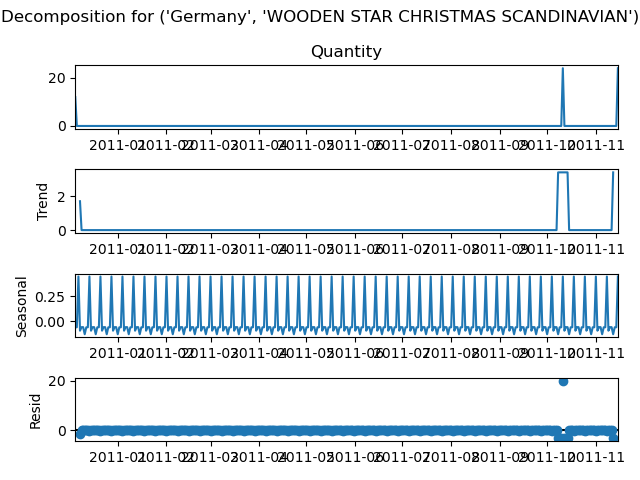 Decomposition for ('Germany', 'WOODEN STAR CHRISTMAS SCANDINAVIAN')
Quantity
20
0
2011-01 2011-02 2011-03 2011-04 2011-05 2011-06 2011-07 2011-08 2011-09 2011-10 2011-11
Trend
2
0
2011-01 2011-02 2011-03 2011-04 2011-05 2011-06 2011-07 2011-08 2011-09 2011-10 2011-11
Seasonal
0.25
0.00
2011-01 2011-02 2011-03 2011-04 2011-05 2011-06 2011-07 2011-08 2011-09 2011-10 2011-11
Resid
20
0
2011-01 2011-02 2011-03 2011-04 2011-05 2011-06 2011-07 2011-08 2011-09 2011-10 2011-11